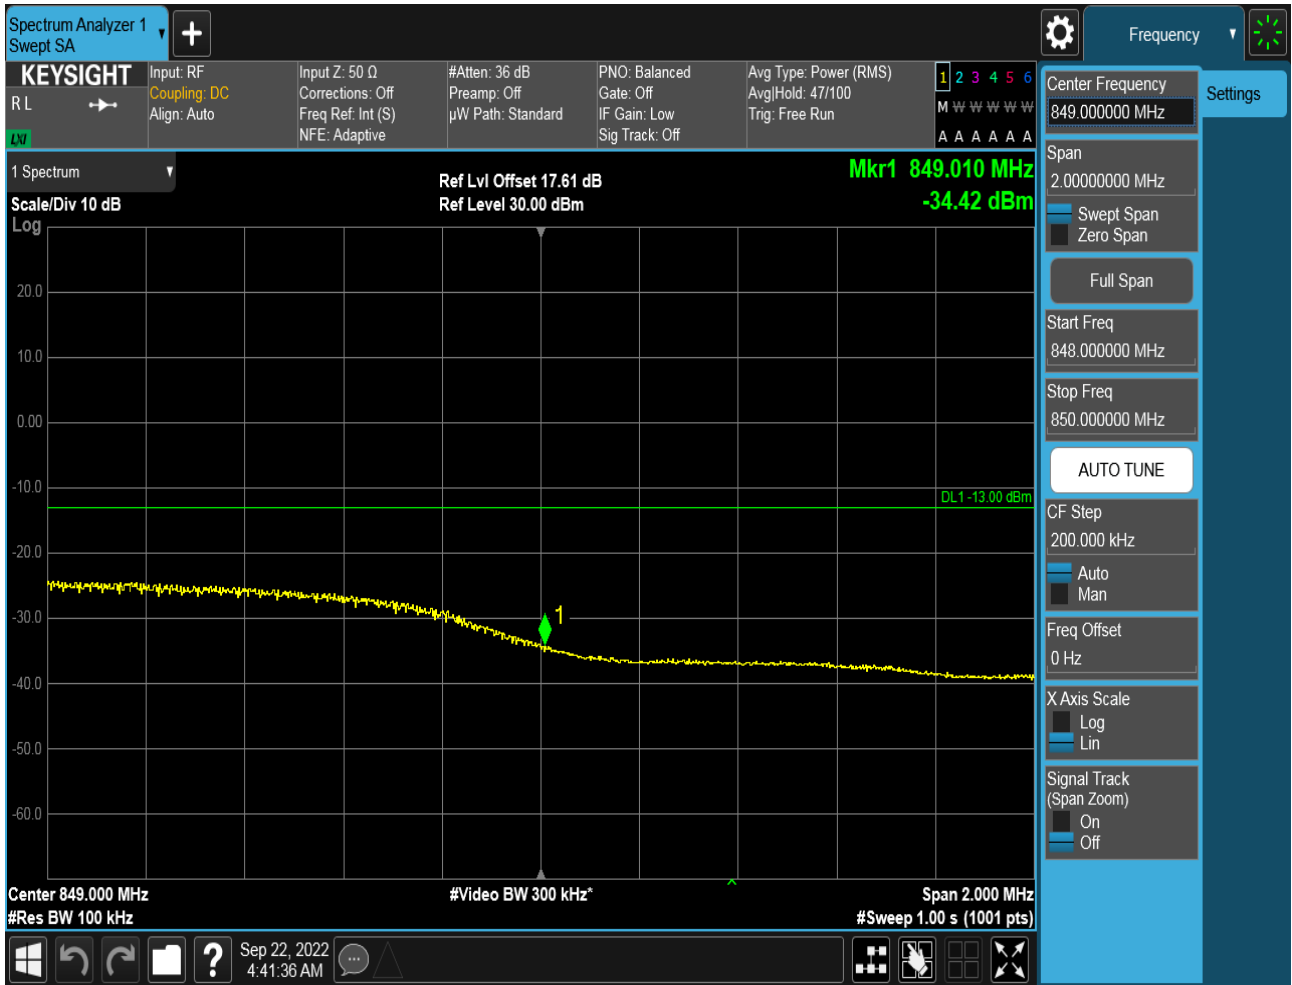 Spectrum Analyzer 1
Swept SA
Frequency
KEYSIGHT
R L
LXI
Input: RF
Coupling: DC
Align: Auto
Input Z: 50 Ω
Corrections: Off
Freq Ref: Int (S)
NFE: Adaptive
#Atten: 36 dB
Preamp: Off
µW Path: Standard
PNO: Balanced
Gate: Off
IF Gain: Low
Sig Track: Off
Avg Type: Power (RMS)
Avg|Hold: 47/100
Trig: Free Run
1 2 3 4 5 6
M W W W W W
A A A A A A
1 Spectrum
Scale/Div 10 dB
Log
Ref Lvl Offset 17.61 dB
Ref Level 30.00 dBm
Mkr1 849.010 MHz
-34.42 dBm
20.0
10.0
0.00
-10.0
-20.0
-30.0
-40.0
-50.0
-60.0
DL1 -13.00 dBm
1
Center 849.000 MHz
#Res BW 100 kHz
#Video BW 300 kHz*
Span 2.000 MHz
#Sweep 1.00 s (1001 pts)
Center Frequency
849.000000 MHz
Settings
Span
2.00000000 MHz
Swept Span
Zero Span
Full Span
Start Freq
848.000000 MHz
Stop Freq
850.000000 MHz
AUTO TUNE
CF Step
200.000 kHz
Auto
Man
Freq Offset
0 Hz
X Axis Scale
Log
Lin
Signal Track
(Span Zoom)
On
Off
?
Sep 22, 2022
4:41:36 AM